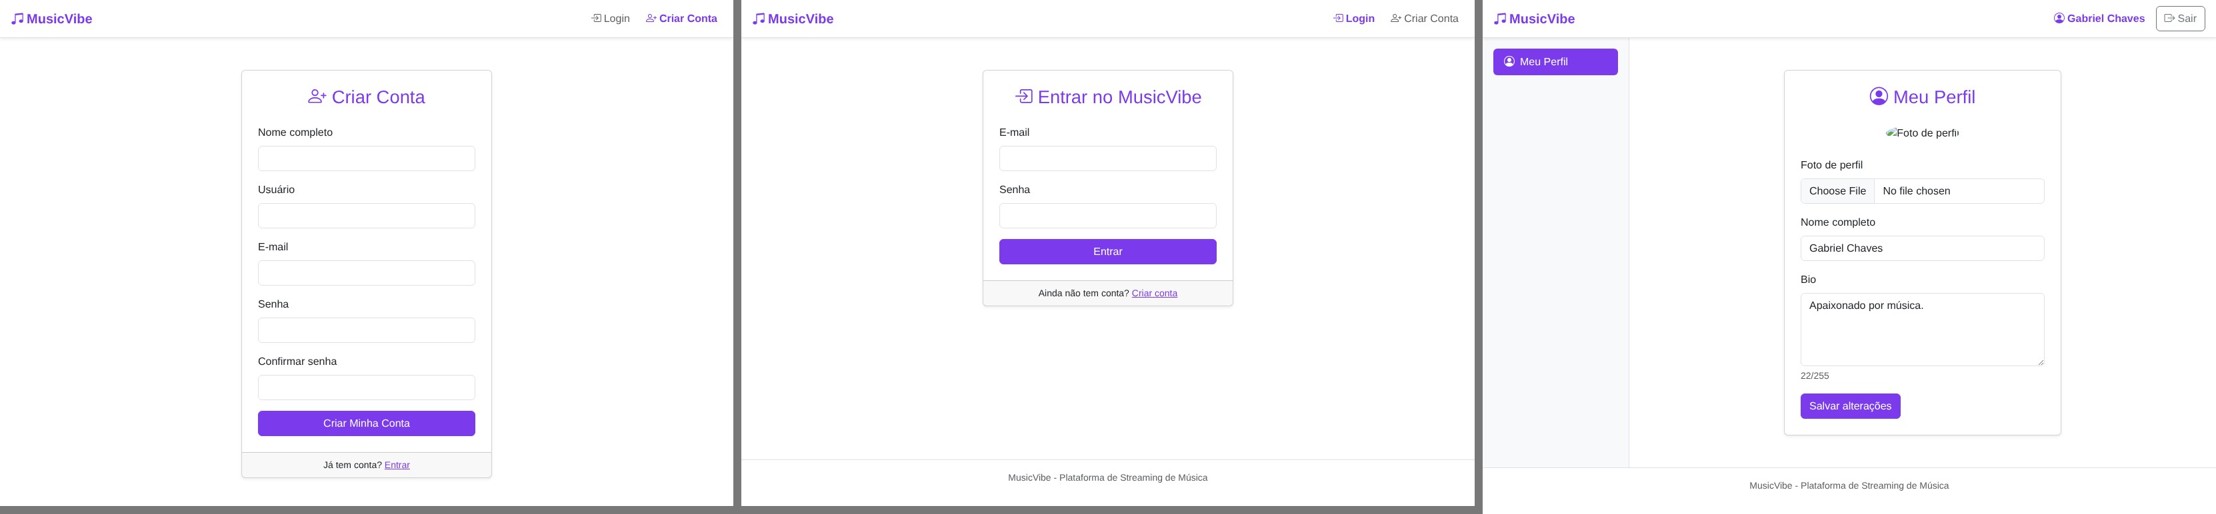 MusicVibe
Login
Criar Conta
Criar Conta
Nome completo
Usuário
E-mail
Senha
Confirmar senha
Criar Minha Conta
Já tem conta? Entrar
MusicVibe
Login
Criar Conta
Entrar no MusicVibe
E-mail
Senha
Entrar
Ainda não tem conta? Criar conta
MusicVibe - Plataforma de Streaming de Música
MusicVibe
Gabriel Chaves
Sair
Meu Perfil
Meu Perfil
Foto de perfil
Foto de perfil
Choose File No file chosen
Nome completo
Gabriel Chaves
Bio
Apaixonado por música.
22/255
Salvar alterações
MusicVibe - Plataforma de Streaming de Música